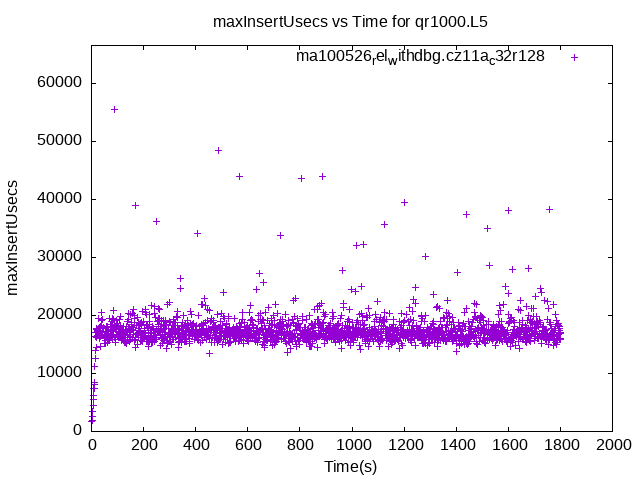 maxInsertUsecs vs Time for qr1000.L5
ma100526relwithdbg.cz11ac32r128
60000
50000
40000
30000
20000
10000
0
maxInsertUsecs
0 200 400 600 800 1000 1200 1400 1600 1800 2000
Time(s)